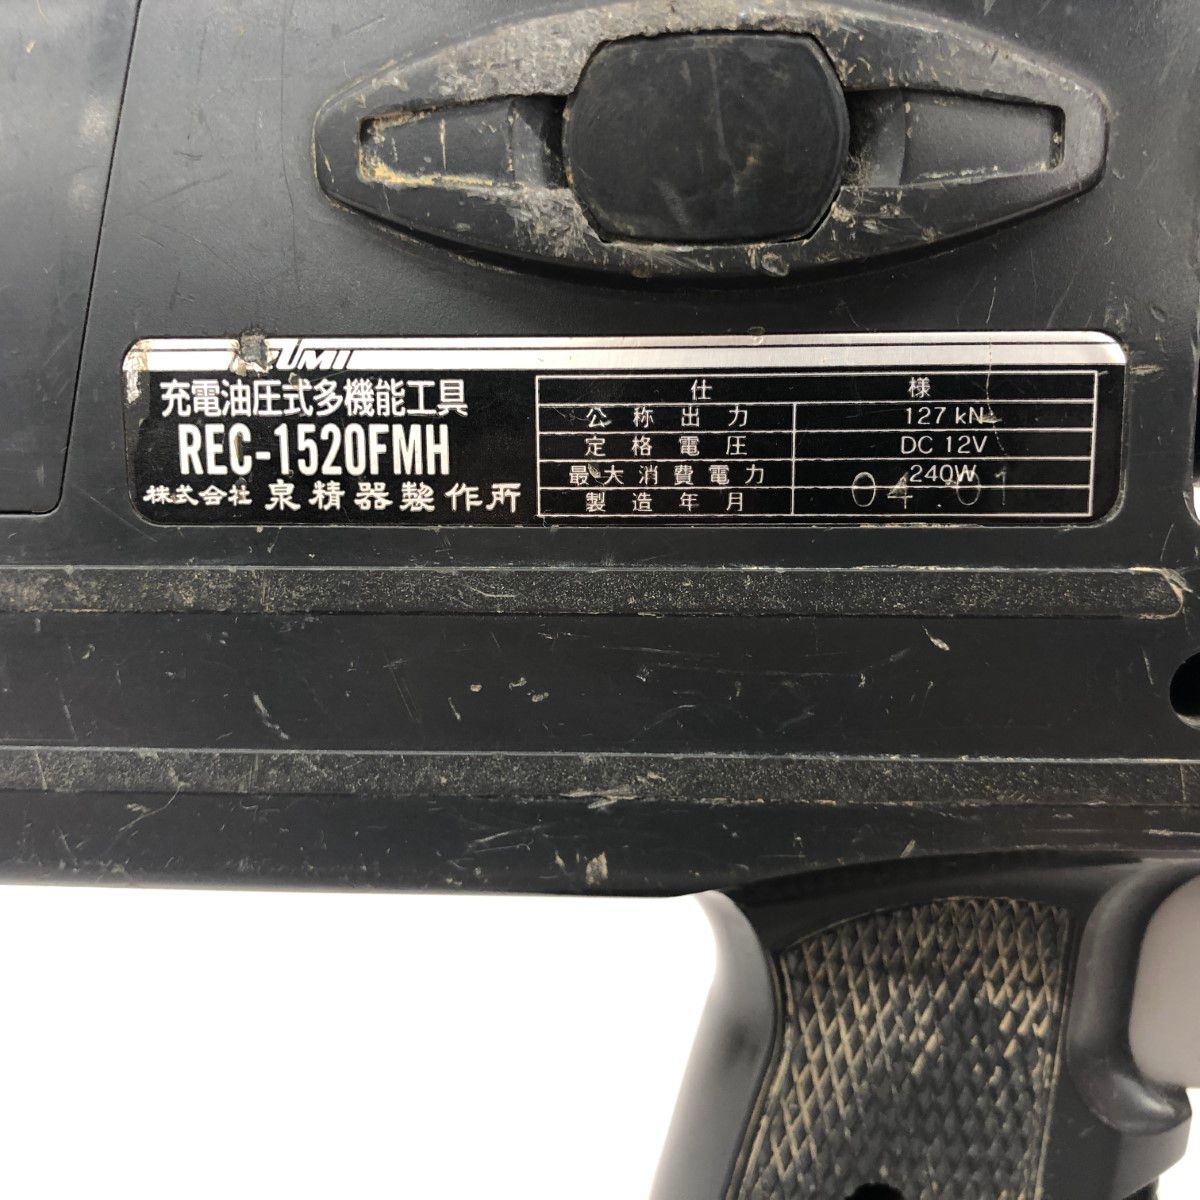 IZUMI
充電油圧式多機能工具
REC-1520FMH
株式会社 泉精器製作所
仕 様
公称出力 127 kN
定格電圧 DC 12V
最大消費電力 240W
製造年月 04.01